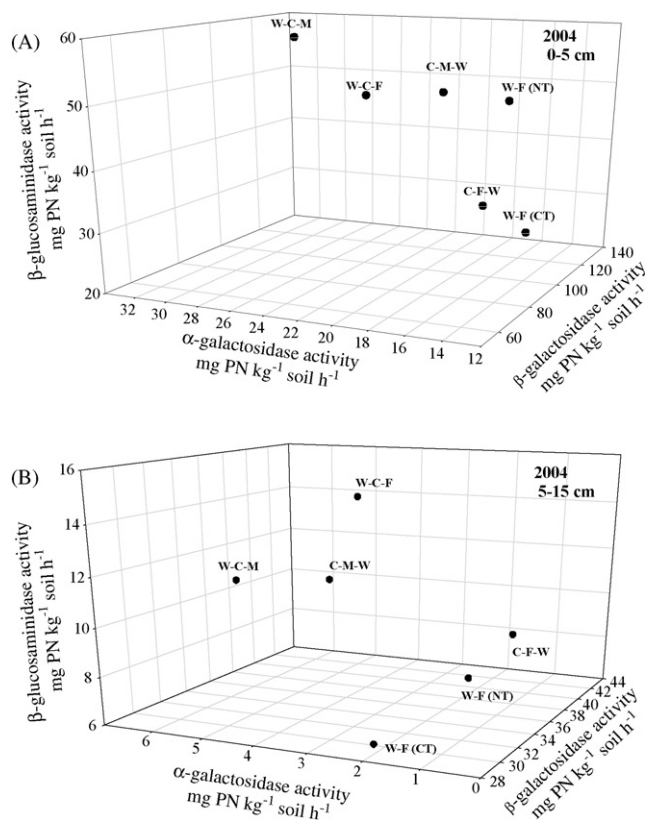 (A)
2004
0-5 cm
W-C-M
W-C-F
C-M-W
W-F (NT)
C-F-W
W-F (CT)
60
50
40
30
20
β-glucosaminidase activity
mg PN kg⁻¹ soil h⁻¹
32 30 28 26 24 22 20 18 16 14 12
α-galactosidase activity
mg PN kg⁻¹ soil h⁻¹
60 80 100 120 140
β-galactosidase activity
mg PN kg⁻¹ soil h⁻¹
(B)
2004
5-15 cm
W-C-F
W-C-M
C-M-W
C-F-W
W-F (NT)
W-F (CT)
16
14
12
10
8
6
β-glucosaminidase activity
mg PN kg⁻¹ soil h⁻¹
6 5 4 3 2 1 0
α-galactosidase activity
mg PN kg⁻¹ soil h⁻¹
28 30 32 34 36 38 40 42 44
β-galactosidase activity
mg PN kg⁻¹ soil h⁻¹